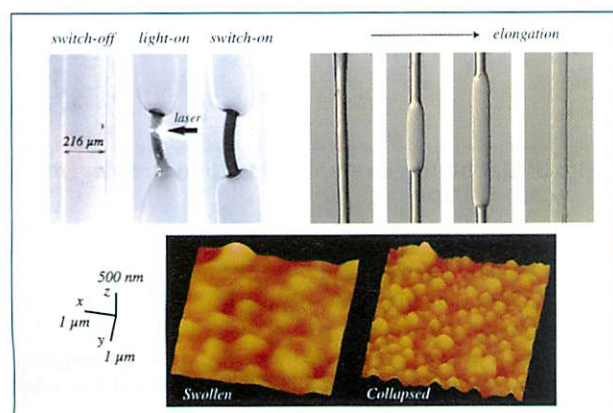 switch-off light-on switch-on elongation
laser
216 µm
500 nm
z
x
1 µm
y
1 µm
Swollen Collapsed